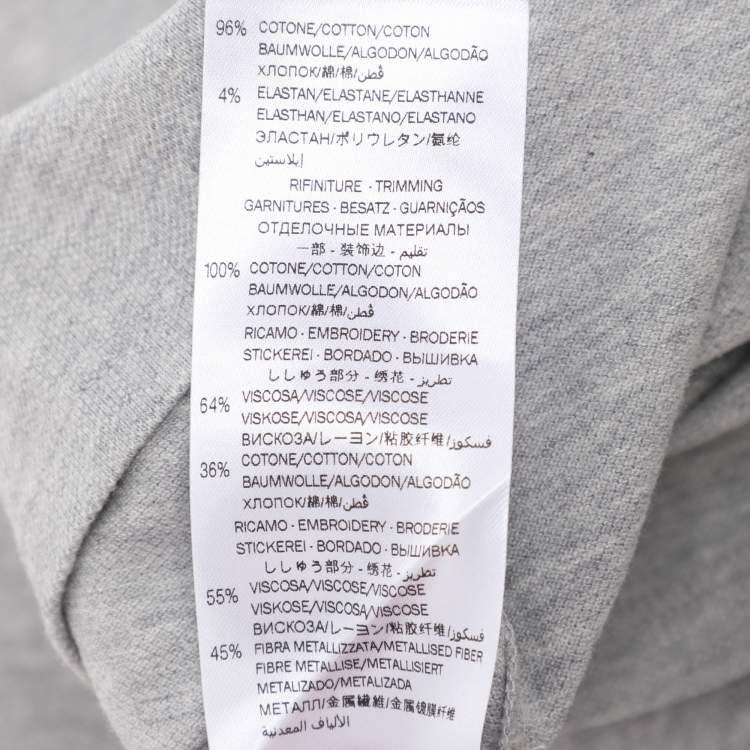 96% COTONE/COTTON/COTON
BAUMWOLLE/ALGODON/ALGODÃO
ХЛОПОК/綿/棉/قُطن
4% ELASTAN/ELASTANE/ELASTHANNE
ELASTHAN/ELASTANO/ELASTANO
ЭЛАСТАН/ポリウレタン/氨纶
إيلاستين
RIFINITURE - TRIMMING
GARNITURES - BESATZ - GUARNIÇÃOS
ОТДЕЛОЧНЫЕ МАТЕРИАЛЫ
一部 - 装饰边 - تقليم
100% COTONE/COTTON/COTON
BAUMWOLLE/ALGODON/ALGODÃO
ХЛОПОК/綿/棉/قُطن
RICAMO - EMBROIDERY - BRODERIE
STICKEREI - BORDADO - ВЫШИВКА
ししゅう部分 - 绣花 - تطريز
64% VISCOSA/VISCOSE/VISCOSE
VISKOSE/VISCOSA/VISCOSE
ВИСКОЗА/レーヨン/粘胶纤维/فسكوز
36% COTONE/COTTON/COTON
BAUMWOLLE/ALGODON/ALGODÃO
ХЛОПОК/綿/棉/قُطن
RICAMO - EMBROIDERY - BRODERIE
STICKEREI - BORDADO - ВЫШИВКА
ししゅう部分 - 绣花 - تطريز
55% VISCOSA/VISCOSE/VISCOSE
VISKOSE/VISCOSA/VISCOSE
ВИСКОЗА/レーヨン/粘胶纤维/فسكوز
45% FIBRA METALLIZZATA/METALLISED FIBER
FIBRE METALLISE/METALLISIERT
METALIZADO/METALIZADA
МЕТАЛЛ/金属繊維/金属镀膜纤维
الألياف المعدنية